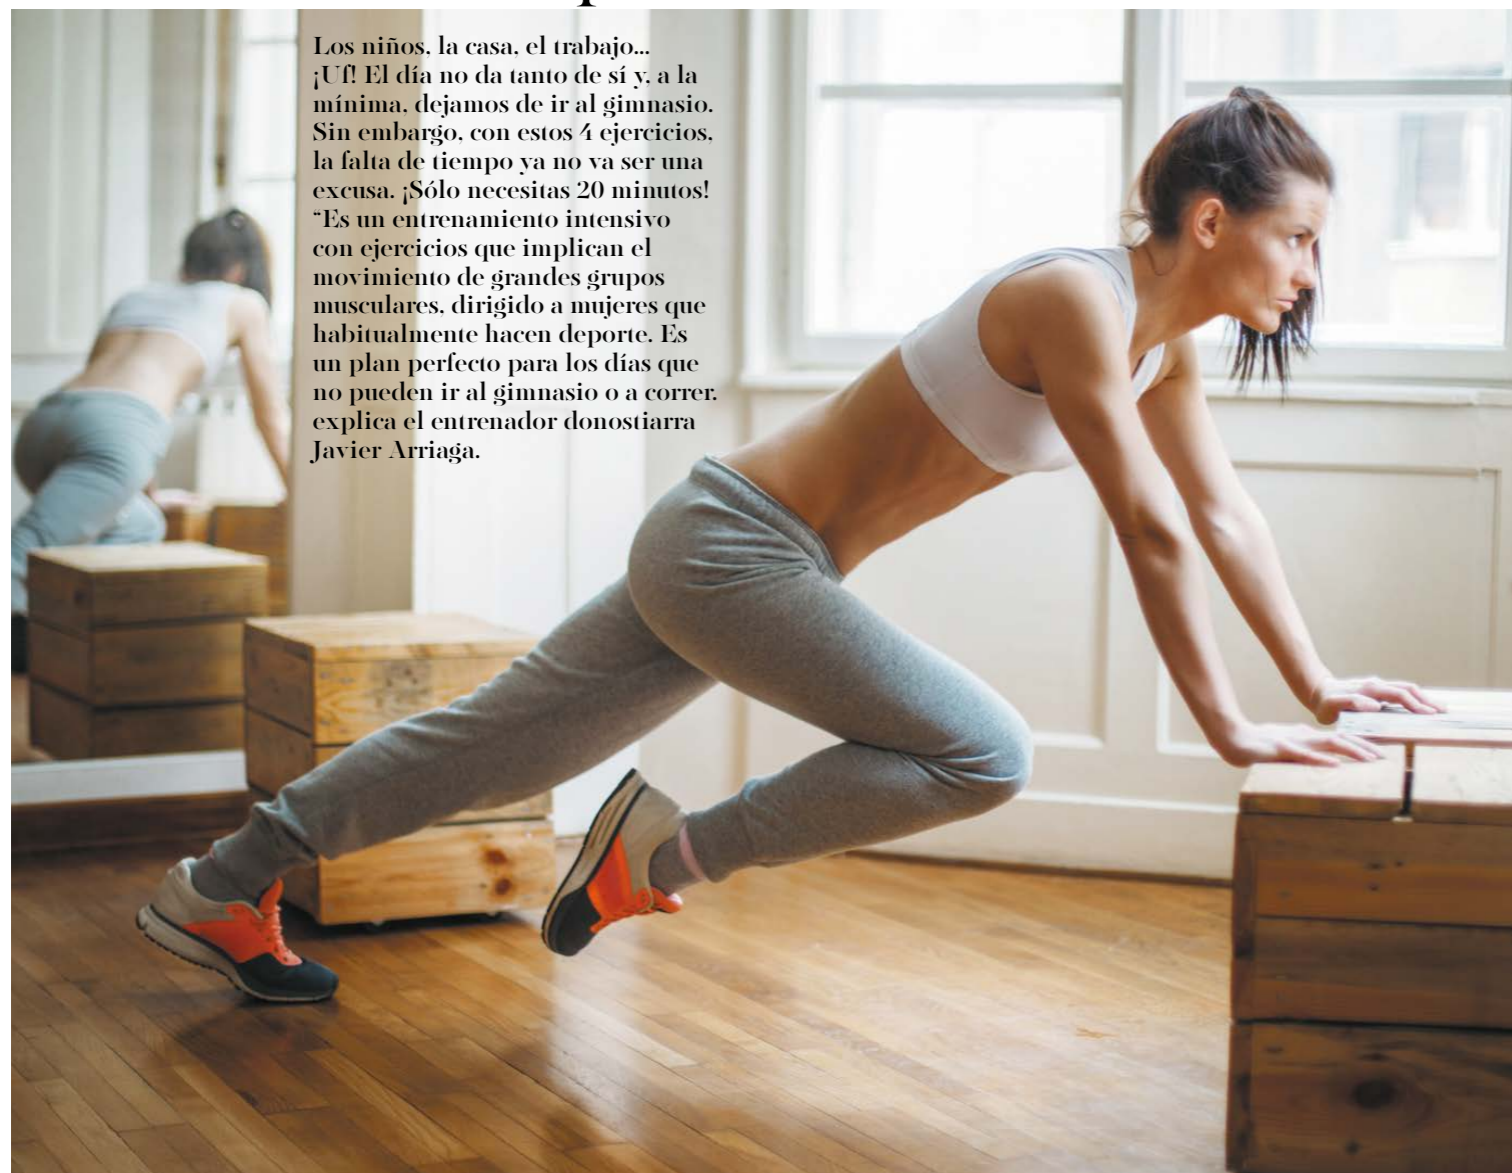 Los niños, la casa, el trabajo...
¡Uf! El día no da tanto de sí y, a la
mínima, dejamos de ir al gimnasio.
Sin embargo, con estos 4 ejercicios,
la falta de tiempo ya no va ser una
excusa. ¡Sólo necesitas 20 minutos!
“Es un entrenamiento intensivo
con ejercicios que implican el
movimiento de grandes grupos
musculares, dirigido a mujeres que
habitualmente hacen deporte. Es
un plan perfecto para los días que
no pueden ir al gimnasio o a correr,
explica el entrenador donostiarra
Javier Arriaga.